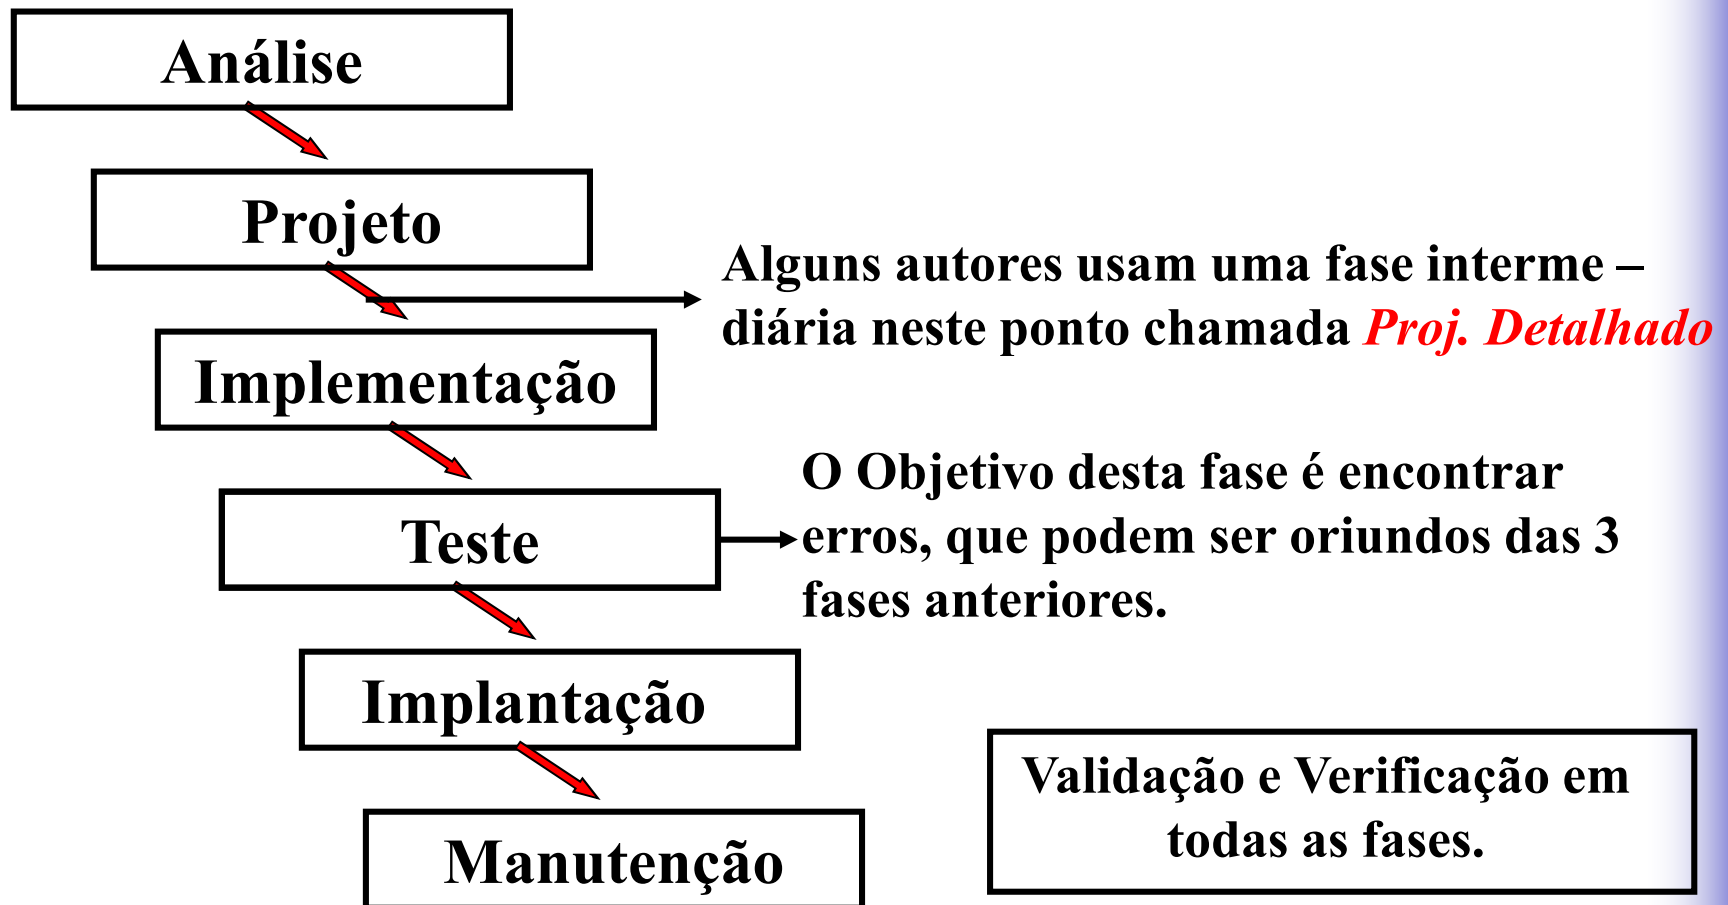 Análise
Projeto
Alguns autores usam uma fase interme –
diária neste ponto chamada Proj. Detalhado
Implementação
O Objetivo desta fase é encontrar
erros, que podem ser oriundos das 3
fases anteriores.
Teste
Implantação
Validação e Verificação em
todas as fases.
Manutenção